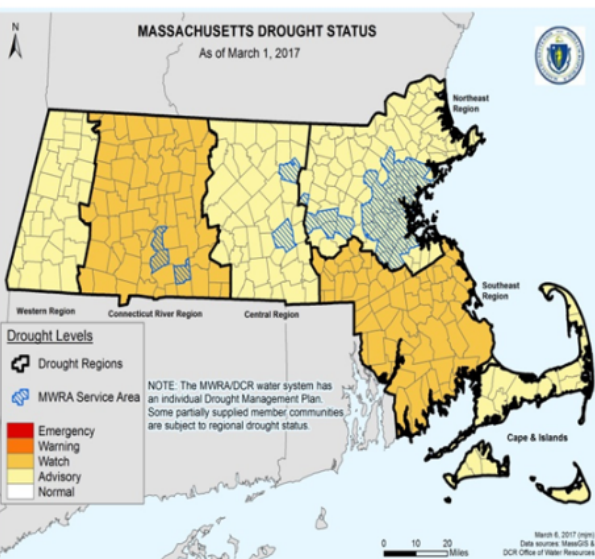 MASSACHUSETTS DROUGHT STATUS
As of March 1, 2017
N
Northeast
Region
Southeast
Region
Western Region
Connecticut River Region
Central Region
Cape & Islands
Drought Levels
Drought Regions
MWRA Service Area
Emergency
Warning
Watch
Advisory
Normal
NOTE: The MWRA/DCR water system has
an individual Drought Management Plan.
Some partially supplied member communities
are subject to regional drought status.
0 10 20
Miles
March 6, 2017 (mjm)
Data sources: MassGIS &
DCR Office of Water Resources